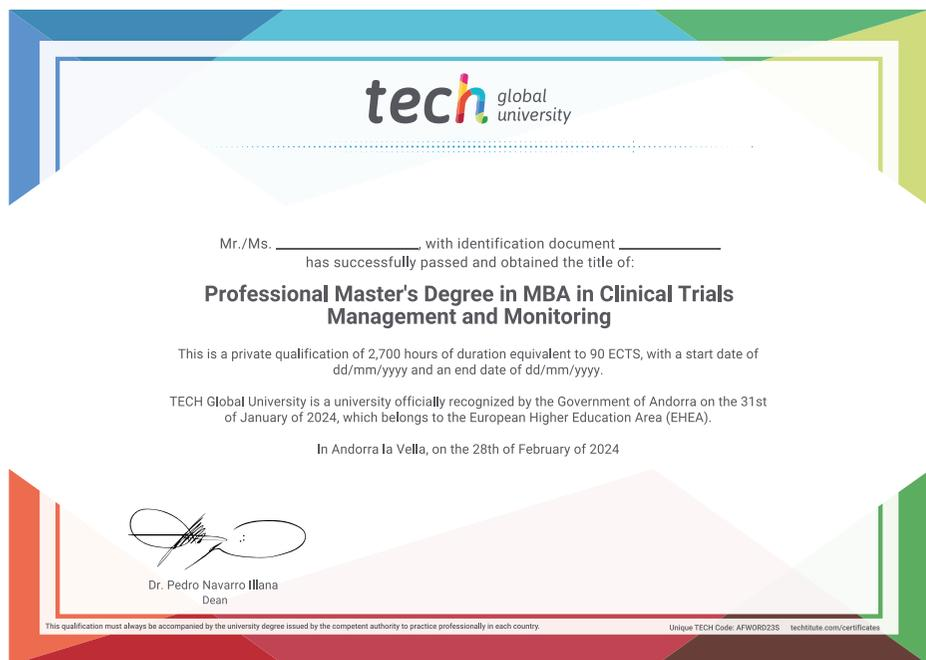 tech global
university
Mr./Ms. ________________, with identification document ____________
has successfully passed and obtained the title of:
Professional Master's Degree in MBA in Clinical Trials
Management and Monitoring
This is a private qualification of 2,700 hours of duration equivalent to 90 ECTS, with a start date of
dd/mm/yyyy and an end date of dd/mm/yyyy.
TECH Global University is a university officially recognized by the Government of Andorra on the 31st
of January of 2024, which belongs to the European Higher Education Area (EHEA).
In Andorra la Vella, on the 28th of February of 2024
Dr. Pedro Navarro Illana
Dean
This qualification must always be accompanied by the university degree issued by the competent authority to practice professionally in each country.
Unique TECH Code: AFWORD23S techtitute.com/certificates